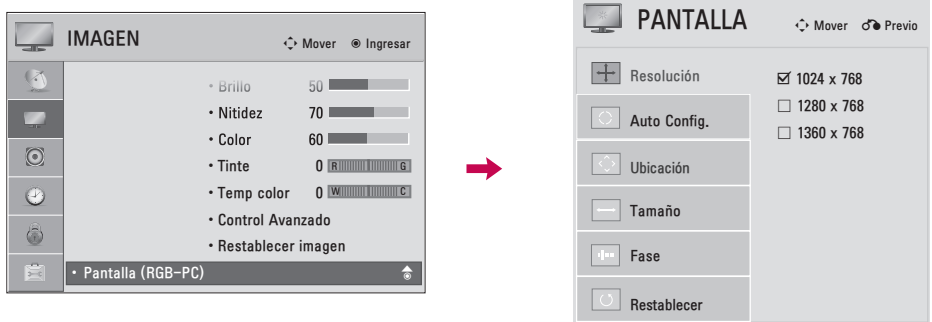 IMAGEN
Mover Ingresar
• Brillo 50
• Nitidez 70
• Color 60
• Tinte 0 R G
• Temp color 0 W C
• Control Avanzado
• Restablecer imagen
• Pantalla (RGB-PC)
PANTALLA
Mover Previo
Resolución
Auto Config.
Ubicación
Tamaño
Fase
Restablecer
☑ 1024 x 768
☐ 1280 x 768
☐ 1360 x 768